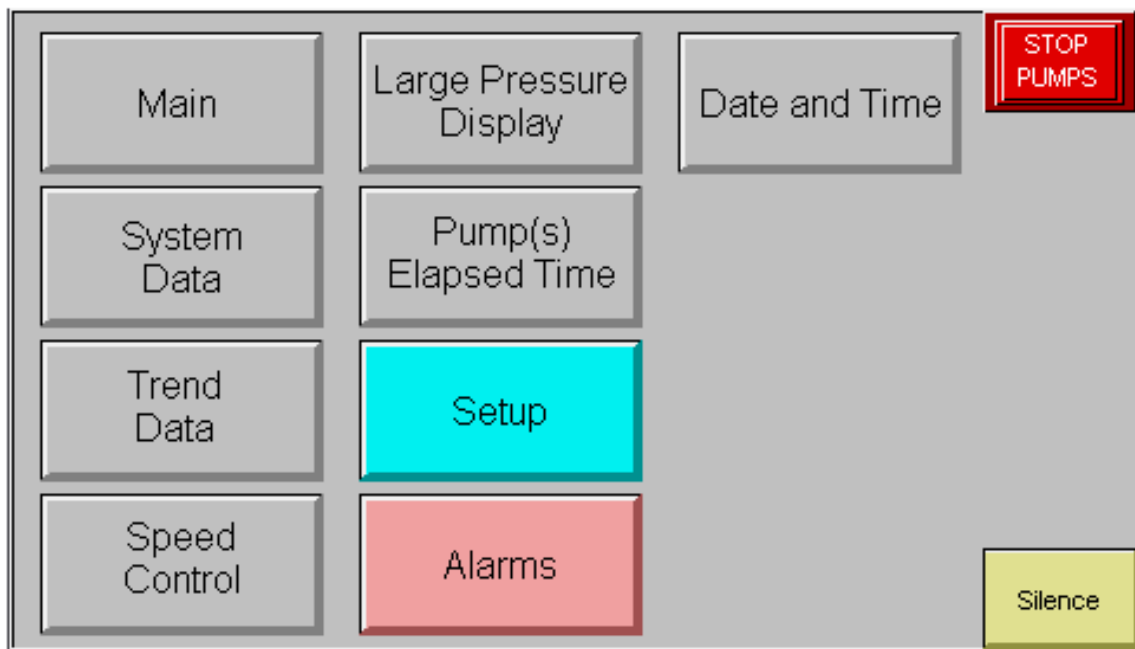 Main
Large Pressure
Display
Date and Time
STOP
PUMPS
System
Data
Pump(s)
Elapsed Time
Trend
Data
Setup
Speed
Control
Alarms
Silence